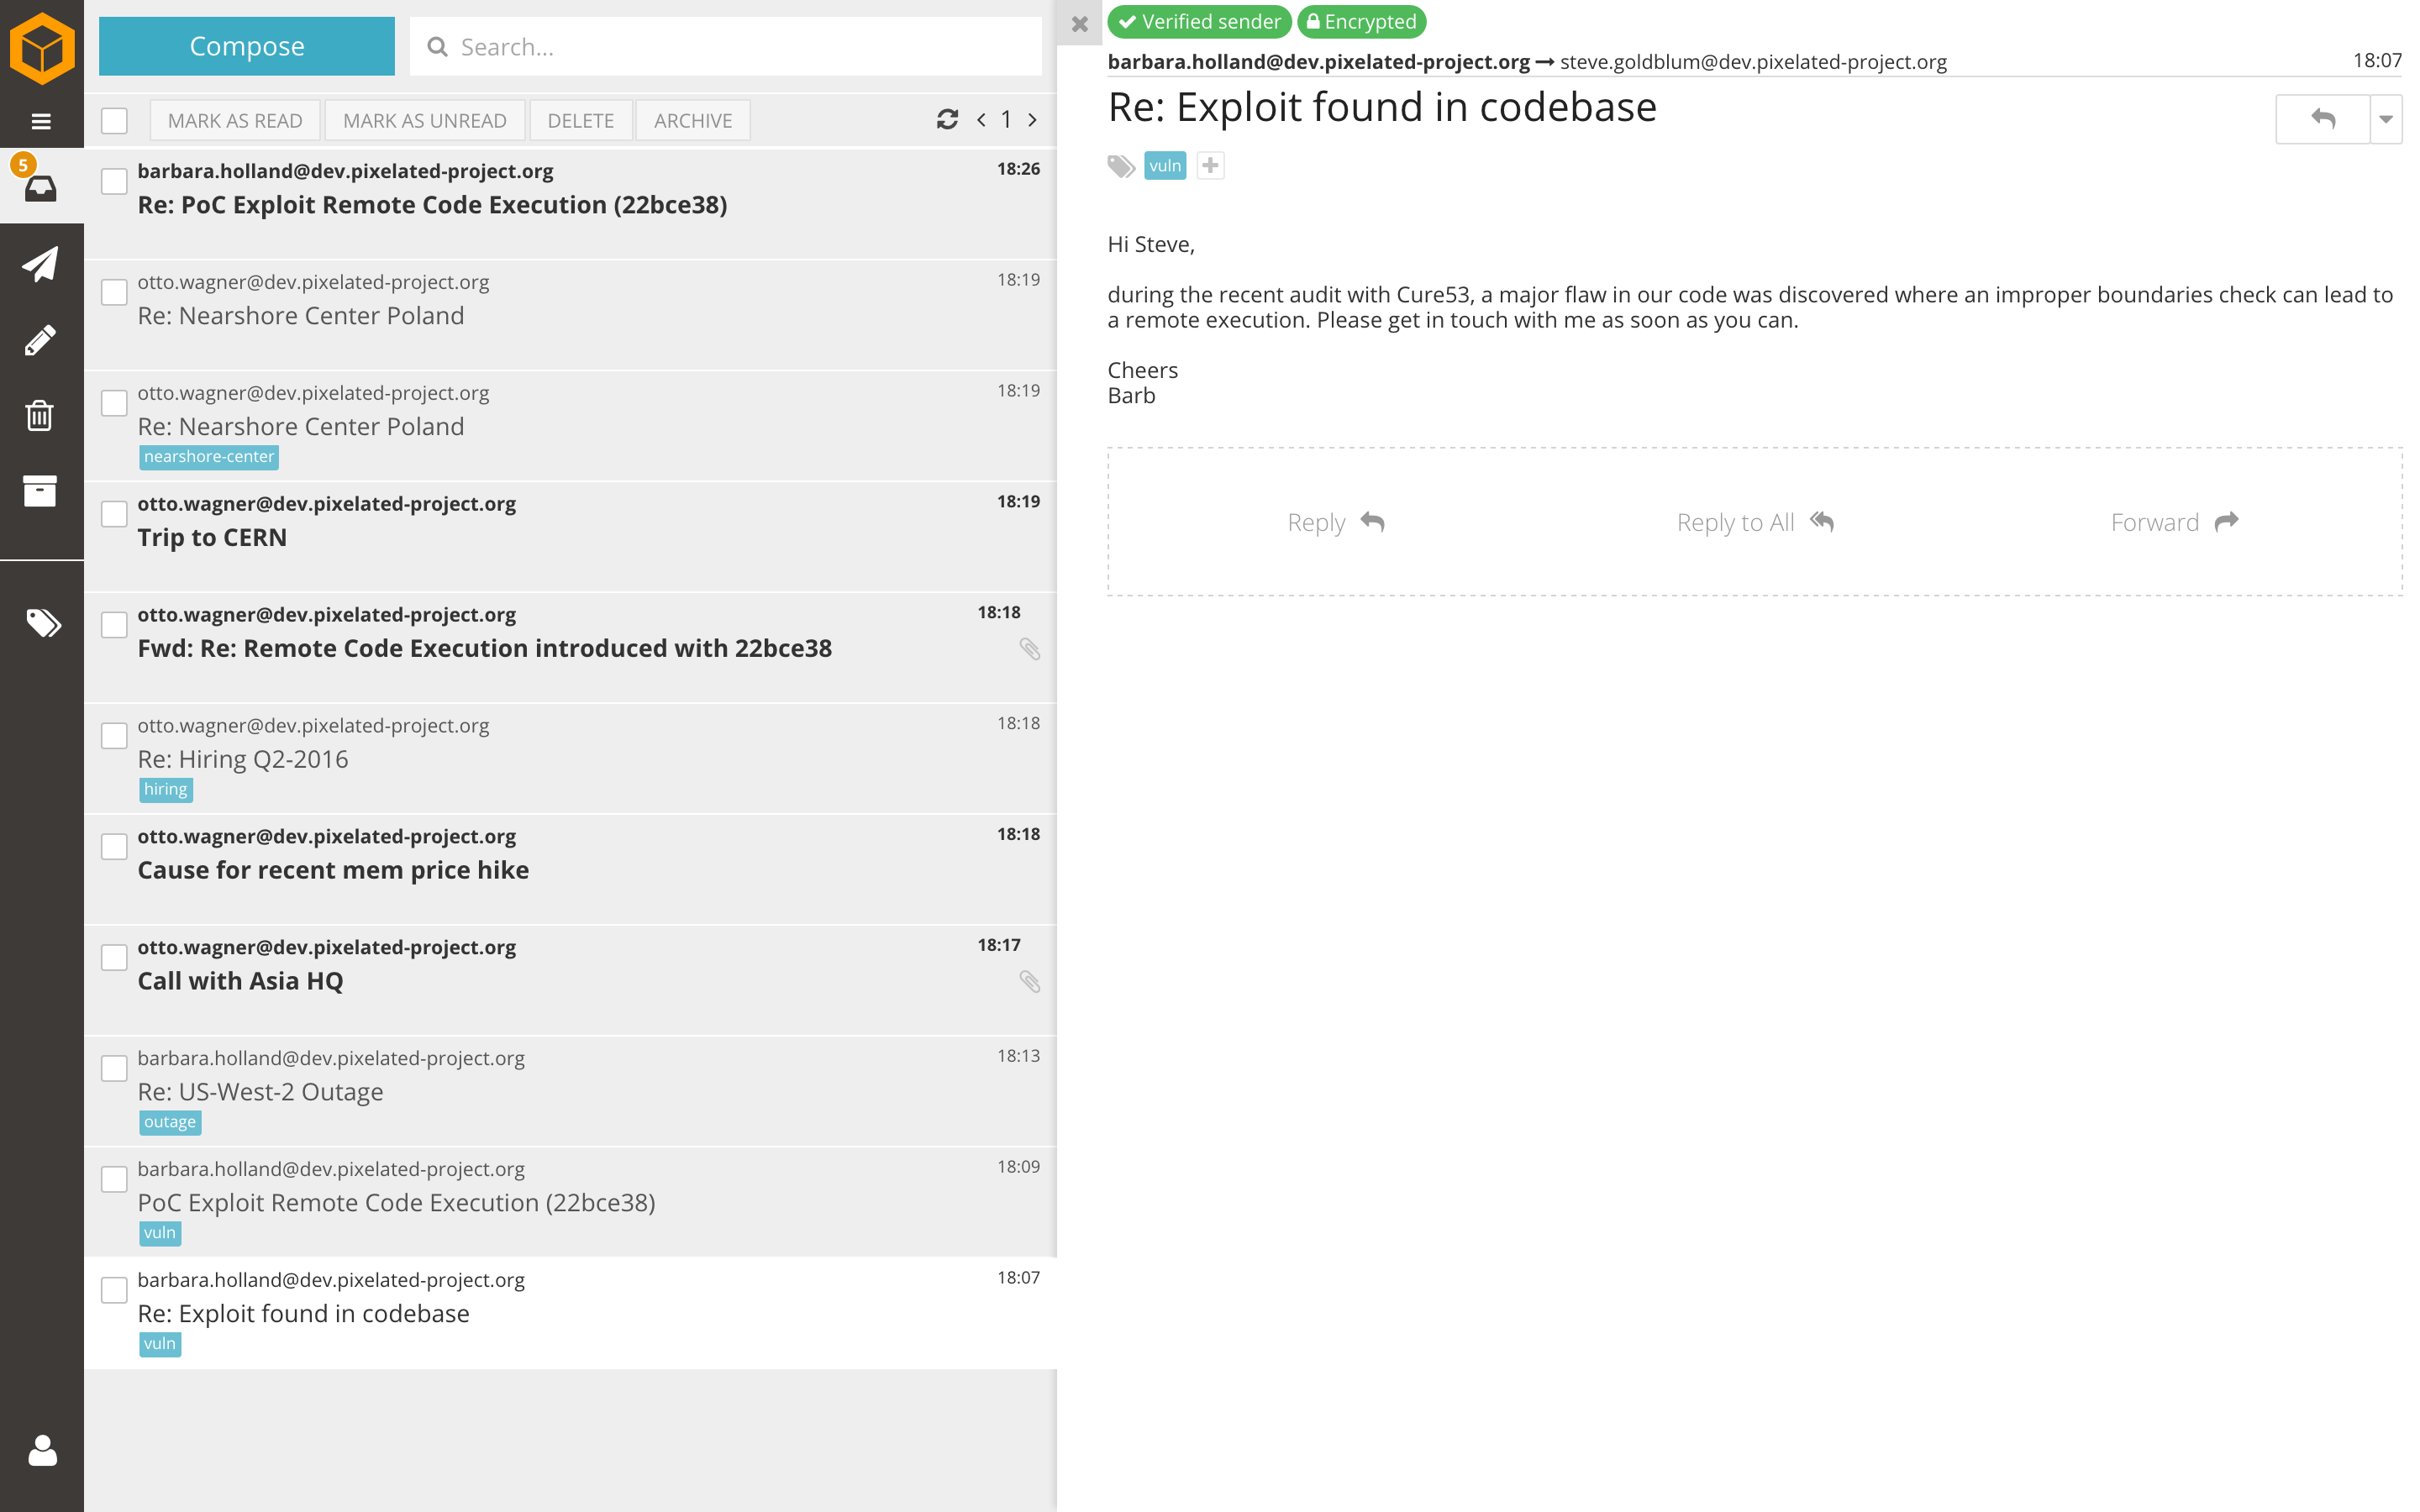 Compose
Search...
MARK AS READ MARK AS UNREAD DELETE ARCHIVE 1
5
barbara.holland@dev.pixelated-project.org 18:26
Re: PoC Exploit Remote Code Execution (22bce38)
otto.wagner@dev.pixelated-project.org 18:19
Re: Nearshore Center Poland
otto.wagner@dev.pixelated-project.org 18:19
Re: Nearshore Center Poland
nearshore-center
otto.wagner@dev.pixelated-project.org 18:19
Trip to CERN
otto.wagner@dev.pixelated-project.org 18:18
Fwd: Re: Remote Code Execution introduced with 22bce38
otto.wagner@dev.pixelated-project.org 18:18
Re: Hiring Q2-2016
hiring
otto.wagner@dev.pixelated-project.org 18:18
Cause for recent mem price hike
otto.wagner@dev.pixelated-project.org 18:17
Call with Asia HQ
barbara.holland@dev.pixelated-project.org 18:13
Re: US-West-2 Outage
outage
barbara.holland@dev.pixelated-project.org 18:09
PoC Exploit Remote Code Execution (22bce38)
vuln
barbara.holland@dev.pixelated-project.org 18:07
Re: Exploit found in codebase
vuln
Verified sender Encrypted
barbara.holland@dev.pixelated-project.org steve.goldblum@dev.pixelated-project.org 18:07
Re: Exploit found in codebase
vuln
Hi Steve,
during the recent audit with Cure53, a major flaw in our code was discovered where an improper boundaries check can lead to
a remote execution. Please get in touch with me as soon as you can.
Cheers
Barb
Reply Reply to All Forward